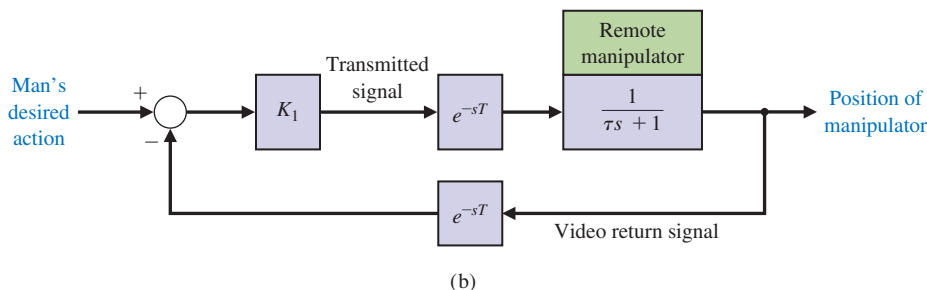 Man's
desired
action
+
−
K₁
Transmitted
signal
e⁻ˢᵀ
Remote
manipulator
1
τs + 1
Position of
manipulator
e⁻ˢᵀ
Video return signal
(b)